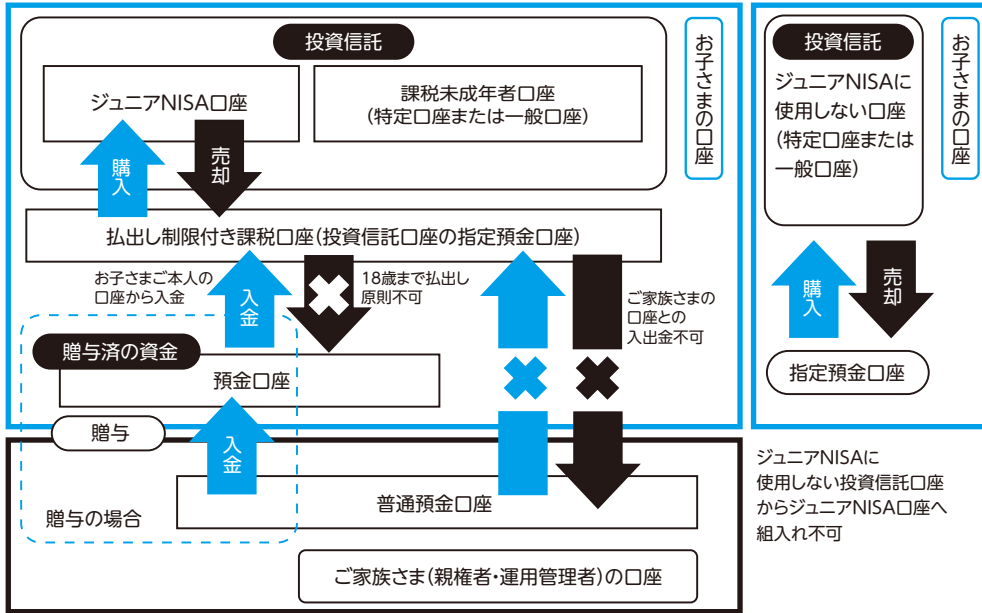 投資信託
ジュニアNISA口座
課税未成年者口座
(特定口座または一般口座)
お子さまの口座
購入
売却
払出し制限付き課税口座(投資信託口座の指定預金口座)
お子さまご本人の
口座から入金
入金
18歳まで払出し
原則不可
ご家族さまの
口座との
入出金不可
贈与済の資金
預金口座
贈与
入金
贈与の場合
普通預金口座
ご家族さま(親権者・運用管理者)の口座
投資信託
ジュニアNISAに
使用しない口座
(特定口座または
一般口座)
お子さまの口座
購入
売却
指定預金口座
ジュニアNISAに
使用しない投資信託口座
からジュニアNISA口座へ
組入れ不可